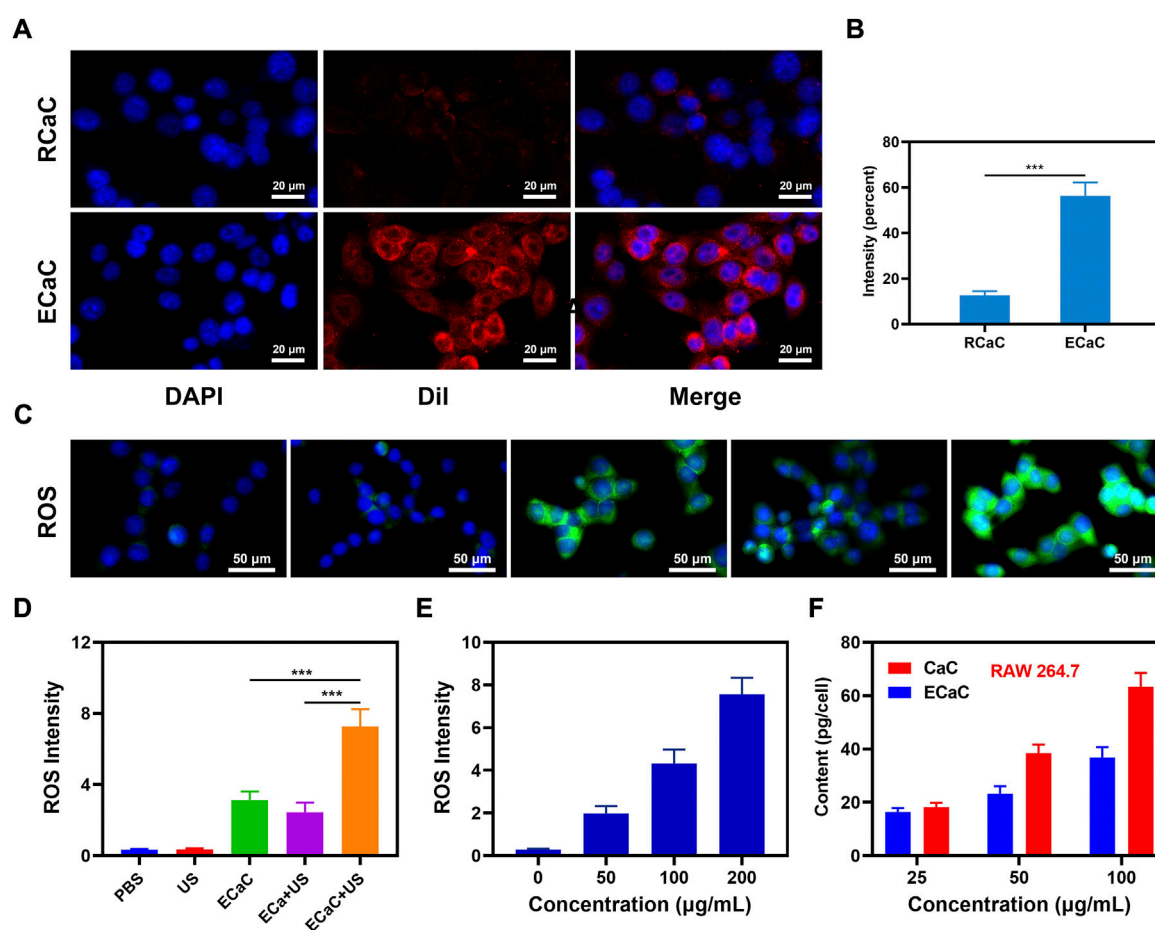 A
RCaC
20 µm
20 µm
20 µm
ECaC
20 µm
20 µm
20 µm
DAPI
DiI
Merge
B
Intensity (percent)
80
60
40
20
0
***
RCaC
ECaC
C
ROS
50 µm
50 µm
50 µm
50 µm
50 µm
D
ROS Intensity
12
8
4
0
***
***
PBS
US
ECaC
ECa+US
ECaC+US
E
ROS Intensity
10
8
6
4
2
0
0
50
100
200
Concentration (µg/mL)
F
Content (pg/cell)
80
60
40
20
0
CaC
ECaC
RAW 264.7
25
50
100
Concentration (µg/mL)